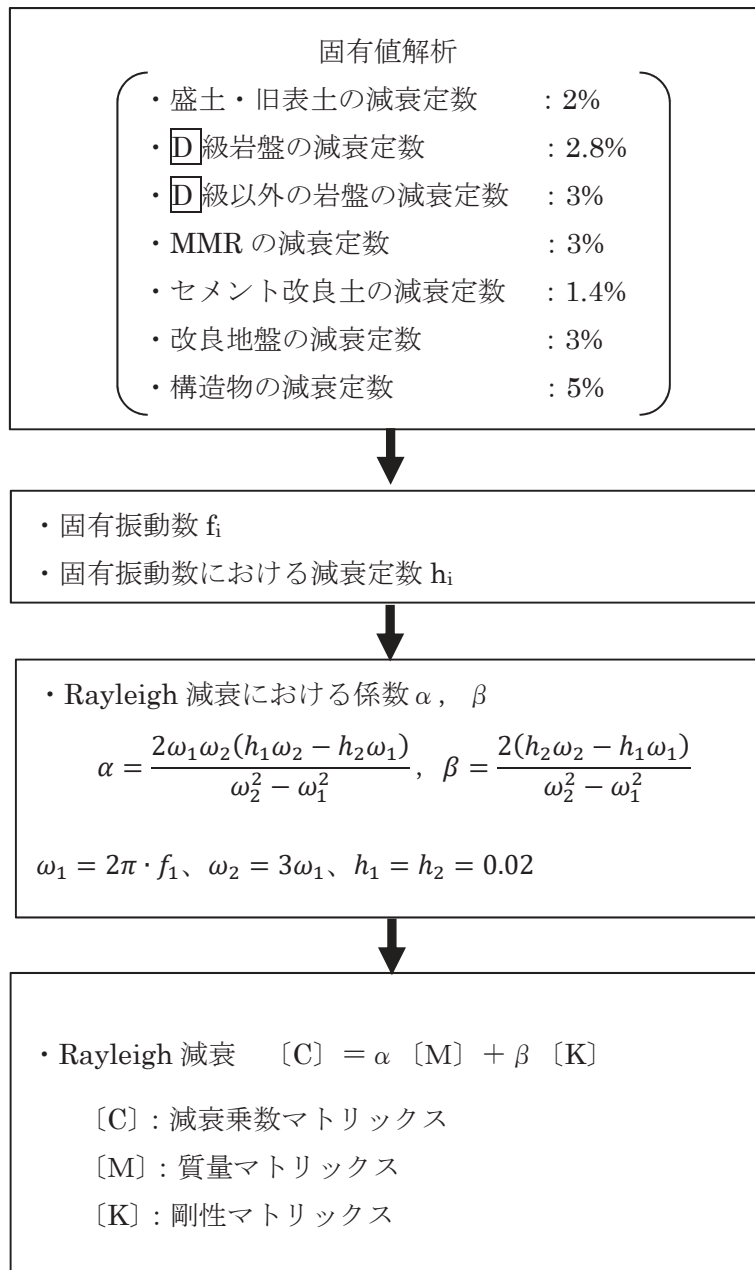 固有値解析
・盛土・旧表土の減衰定数 : 2%
・D級岩盤の減衰定数 : 2.8%
・D級以外の岩盤の減衰定数 : 3%
・MMR の減衰定数 : 3%
・セメント改良土の減衰定数 : 1.4%
・改良地盤の減衰定数 : 3%
・構造物の減衰定数 : 5%
・固有振動数 fi
・固有振動数における減衰定数 hi
・Rayleigh 減衰における係数α, β
α = 2ω₁ω₂(h₁ω₂ − h₂ω₁) / ω₂² − ω₁² , β = 2(h₂ω₂ − h₁ω₁) / ω₂² − ω₁²
ω₁ = 2π · f₁、ω₂ = 3ω₁、h₁ = h₂ = 0.02
・Rayleigh 減衰 〔C〕=α〔M〕+β〔K〕
〔C〕: 減衰乗数マトリックス
〔M〕: 質量マトリックス
〔K〕: 剛性マトリックス